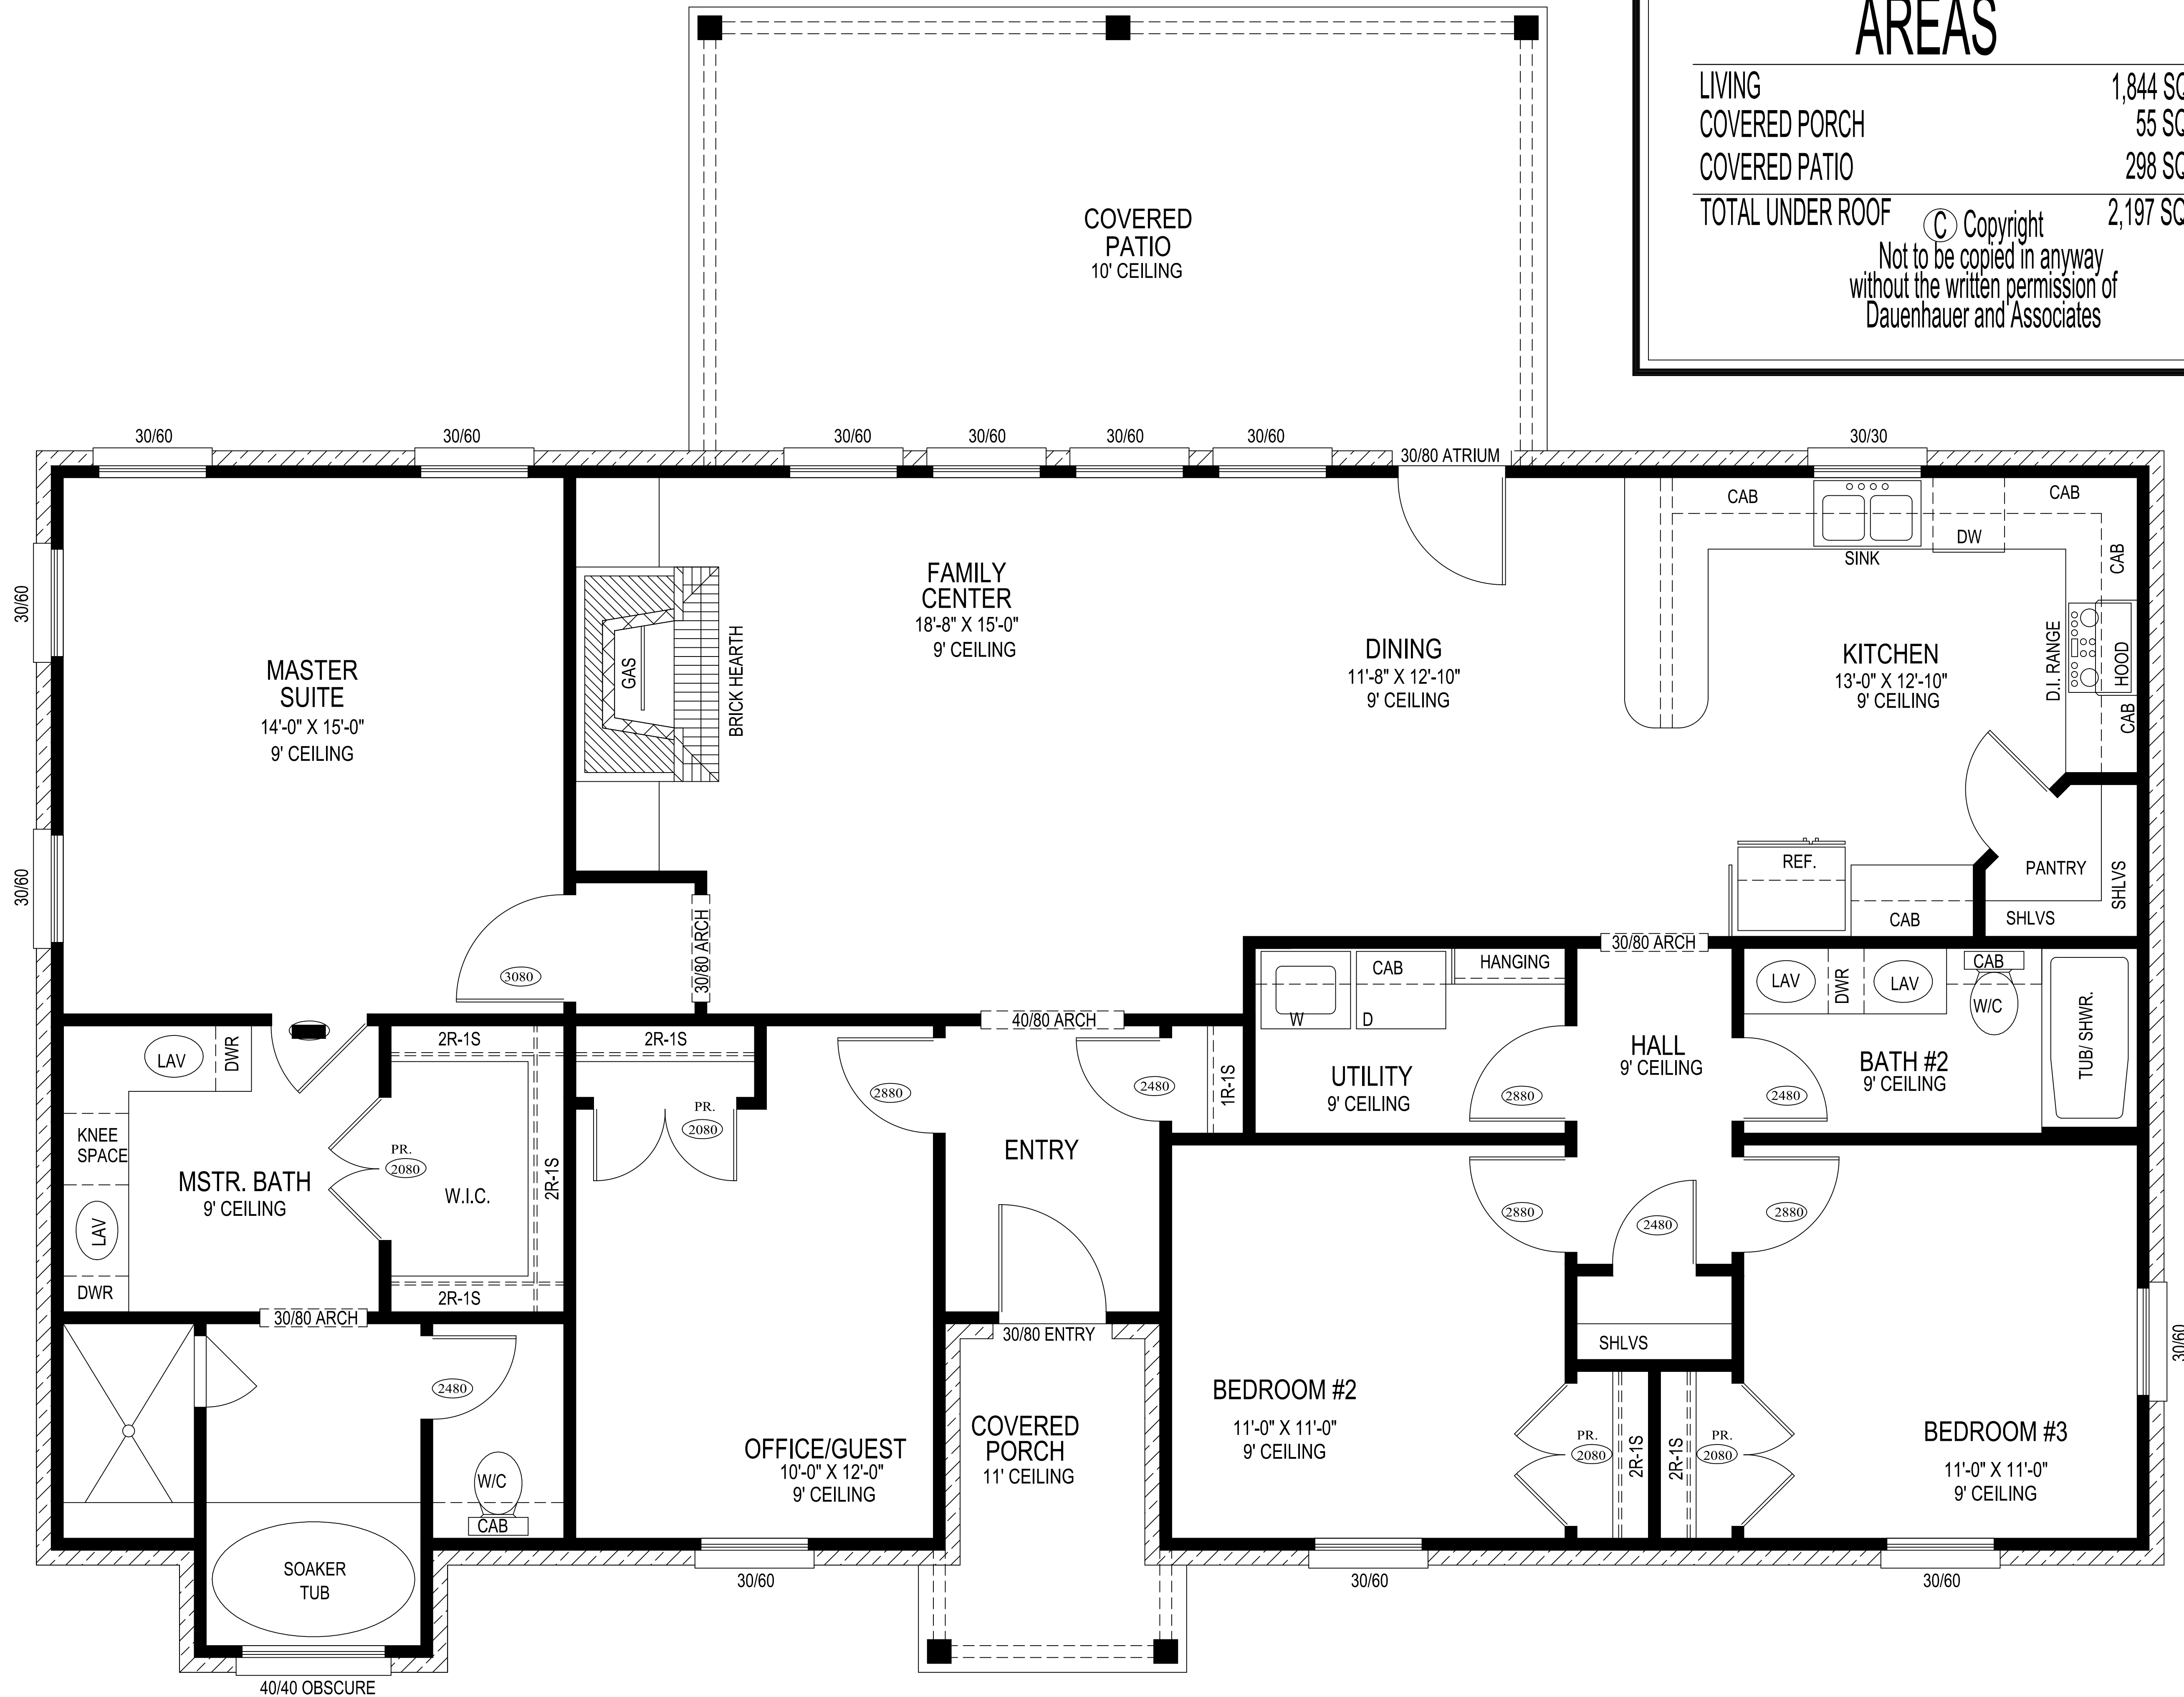 AREAS
LIVING 1,844 SQ
COVERED PORCH 55 SQ
COVERED PATIO 298 SQ
TOTAL UNDER ROOF 2,197 SQ
C Copyright
Not to be copied in anyway
without the written permission of
Dauenhauer and Associates
COVERED
PATIO
10' CEILING
30/60
30/60
30/60
30/60
30/60
30/60
30/80 ATRIUM
30/30
30/60
30/60
MASTER
SUITE
14'-0" X 15'-0"
9' CEILING
GAS
BRICK HEARTH
FAMILY
CENTER
18'-8" X 15'-0"
9' CEILING
DINING
11'-8" X 12'-10"
9' CEILING
CAB
SINK
DW
CAB
CAB
KITCHEN
13'-0" X 12'-10"
9' CEILING
D.I. RANGE
HOOD
CAB
REF.
CAB
PANTRY
SHLVS
SHLVS
3080
30/80 ARCH
40/80 ARCH
30/80 ARCH
LAV
DWR
KNEE
SPACE
LAV
DWR
MSTR. BATH
9' CEILING
PR.
2080
2R-1S
W.I.C.
2R-1S
2R-1S
30/80 ARCH
2480
W/C
CAB
SOAKER
TUB
40/40 OBSCURE
2R-1S
PR.
2080
2880
OFFICE/GUEST
10'-0" X 12'-0"
9' CEILING
30/60
ENTRY
2480
1R-1S
30/80 ENTRY
COVERED
PORCH
11' CEILING
W
D
CAB
HANGING
UTILITY
9' CEILING
2880
HALL
9' CEILING
2480
LAV
DWR
LAV
CAB
W/C
TUB/ SHWR.
BATH #2
9' CEILING
2880
2480
2880
SHLVS
BEDROOM #2
11'-0" X 11'-0"
9' CEILING
PR.
2080
2R-1S
2R-1S
PR.
2080
BEDROOM #3
11'-0" X 11'-0"
9' CEILING
30/60
30/60
30/60